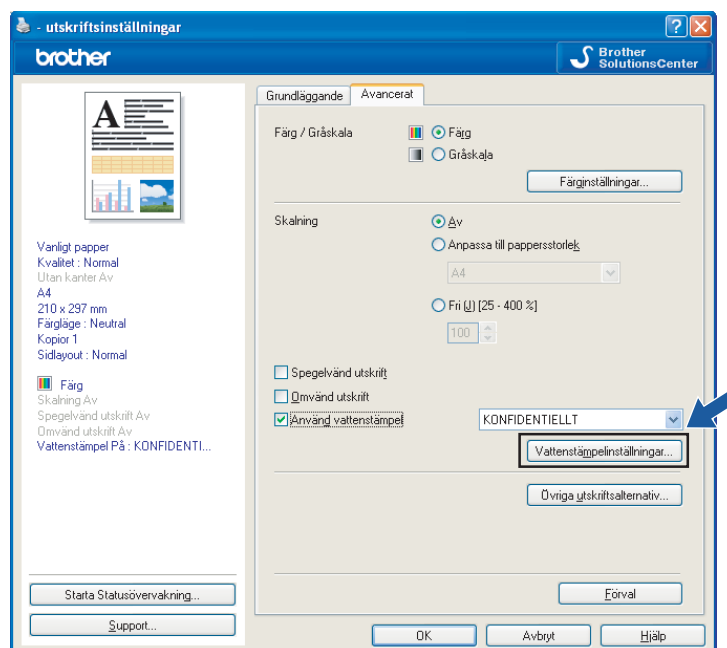 - utskriftsinställningar
brother
Brother
SolutionsCenter
Grundläggande Avancerat
A
Vanligt papper
Kvalitet : Normal
Utan kanter Av
A4
210 x 297 mm
Färgläge : Neutral
Kopior 1
Sidlayout : Normal
Färg
Skalning Av
Spegelvänd utskrift Av
Omvänd utskrift Av
Vattenstämpel På : KONFIDENTI...
Starta Statusövervakning...
Support...
Färg / Gråskala
Färg
Gråskala
Färginställningar...
Skalning
Av
Anpassa till pappersstorlek
A4
Fri (J) [25 - 400 %]
100
Spegelvänd utskrift
Omvänd utskrift
Använd vattenstämpel KONFIDENTIELLT
Vattenstämpelinställningar...
Övriga utskriftsalternativ...
Förval
OK Avbryt Hjälp